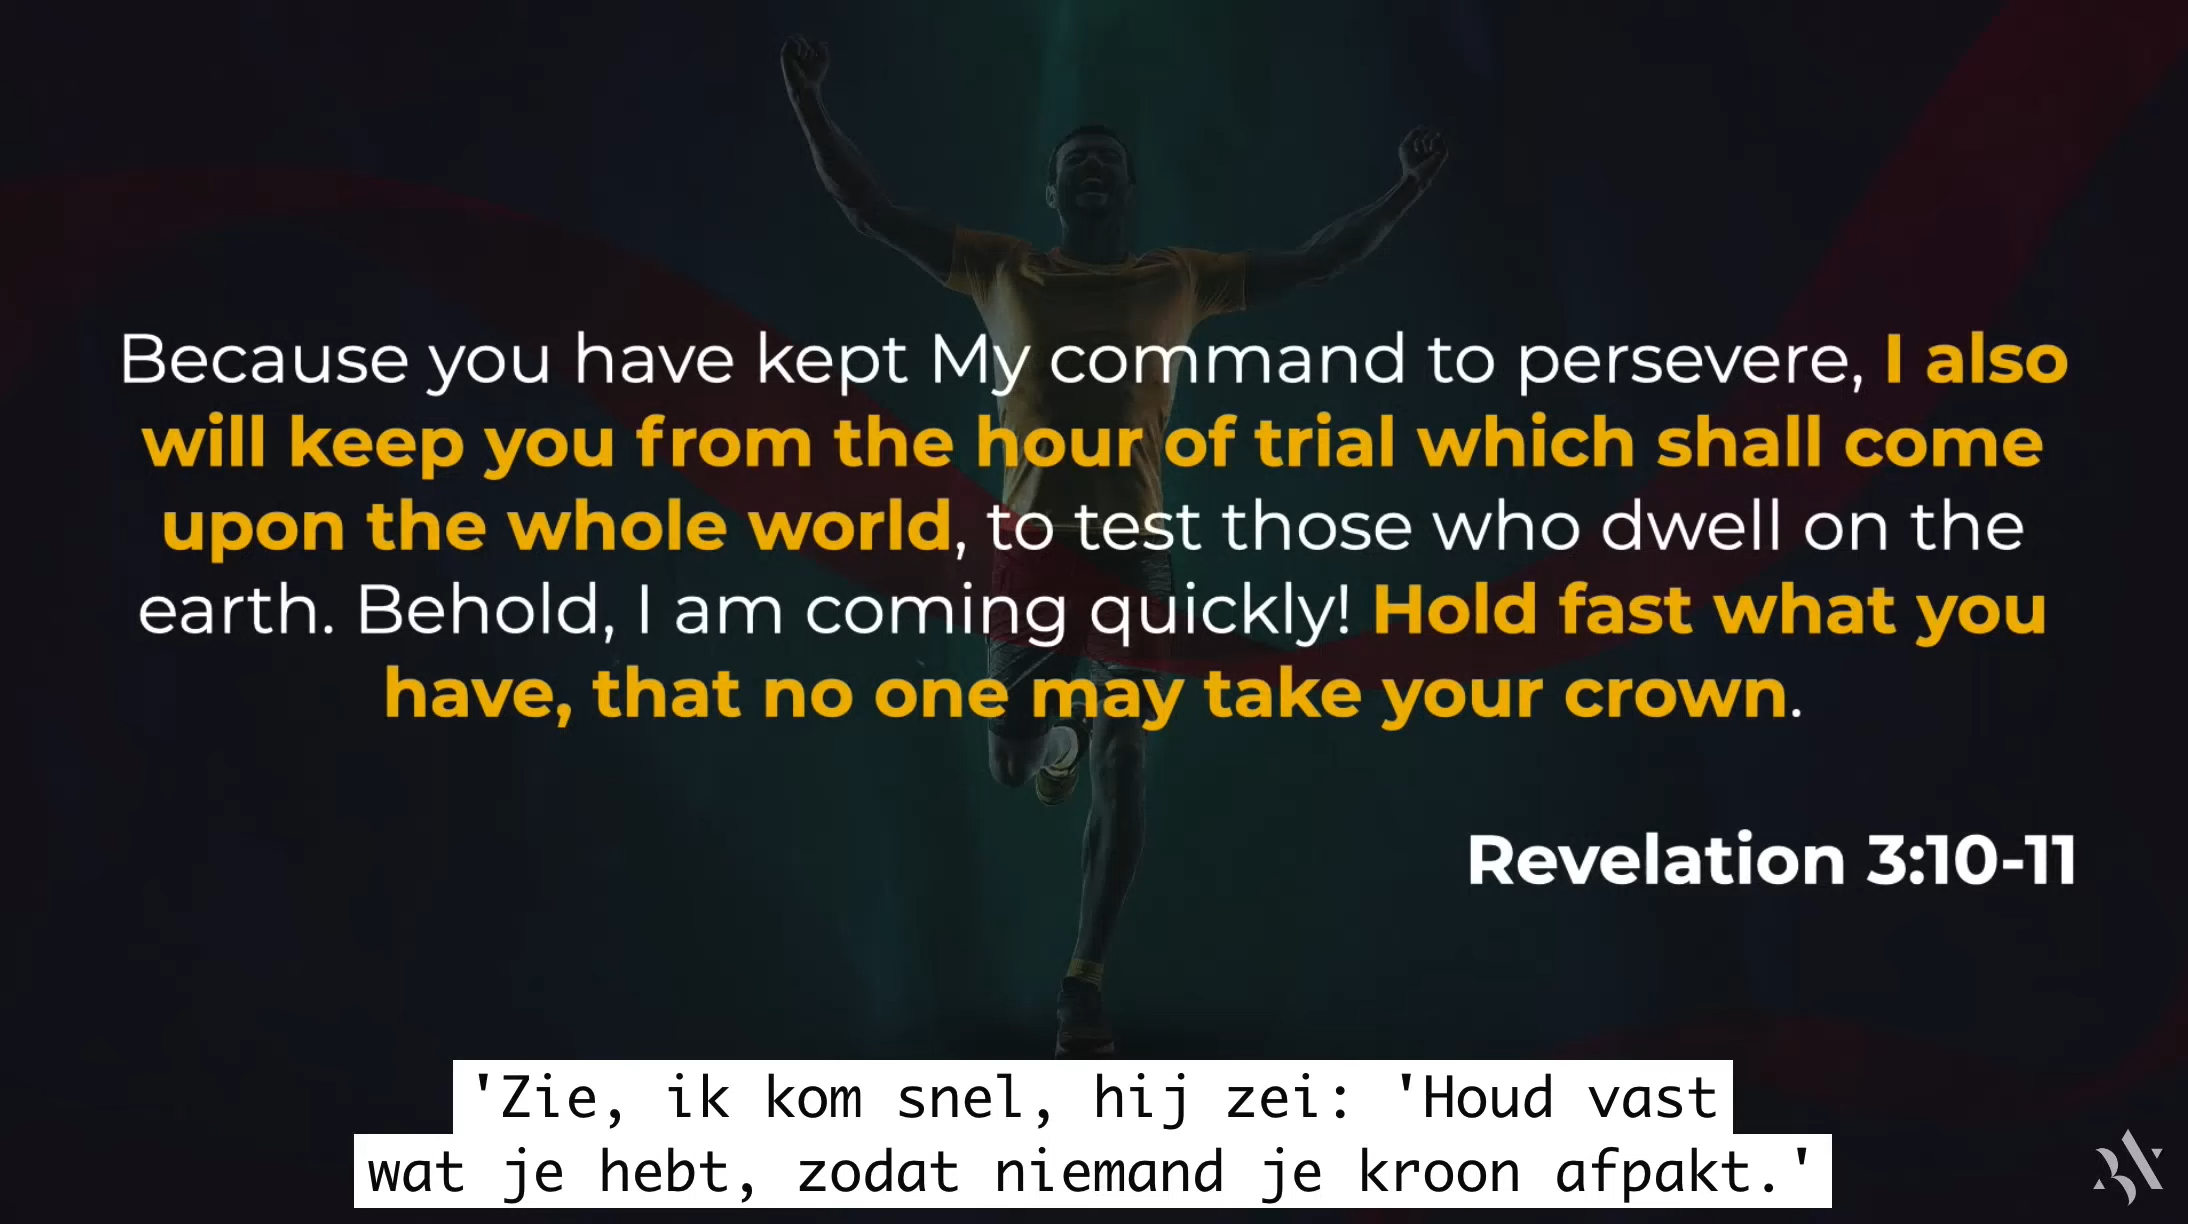 Because you have kept My command to persevere, I also
will keep you from the hour of trial which shall come
upon the whole world, to test those who dwell on the
earth. Behold, I am coming quickly! Hold fast what you
have, that no one may take your crown.
Revelation 3:10-11
'Zie, ik kom snel, hij zei: 'Houd vast
wat je hebt, zodat niemand je kroon afpakt.'